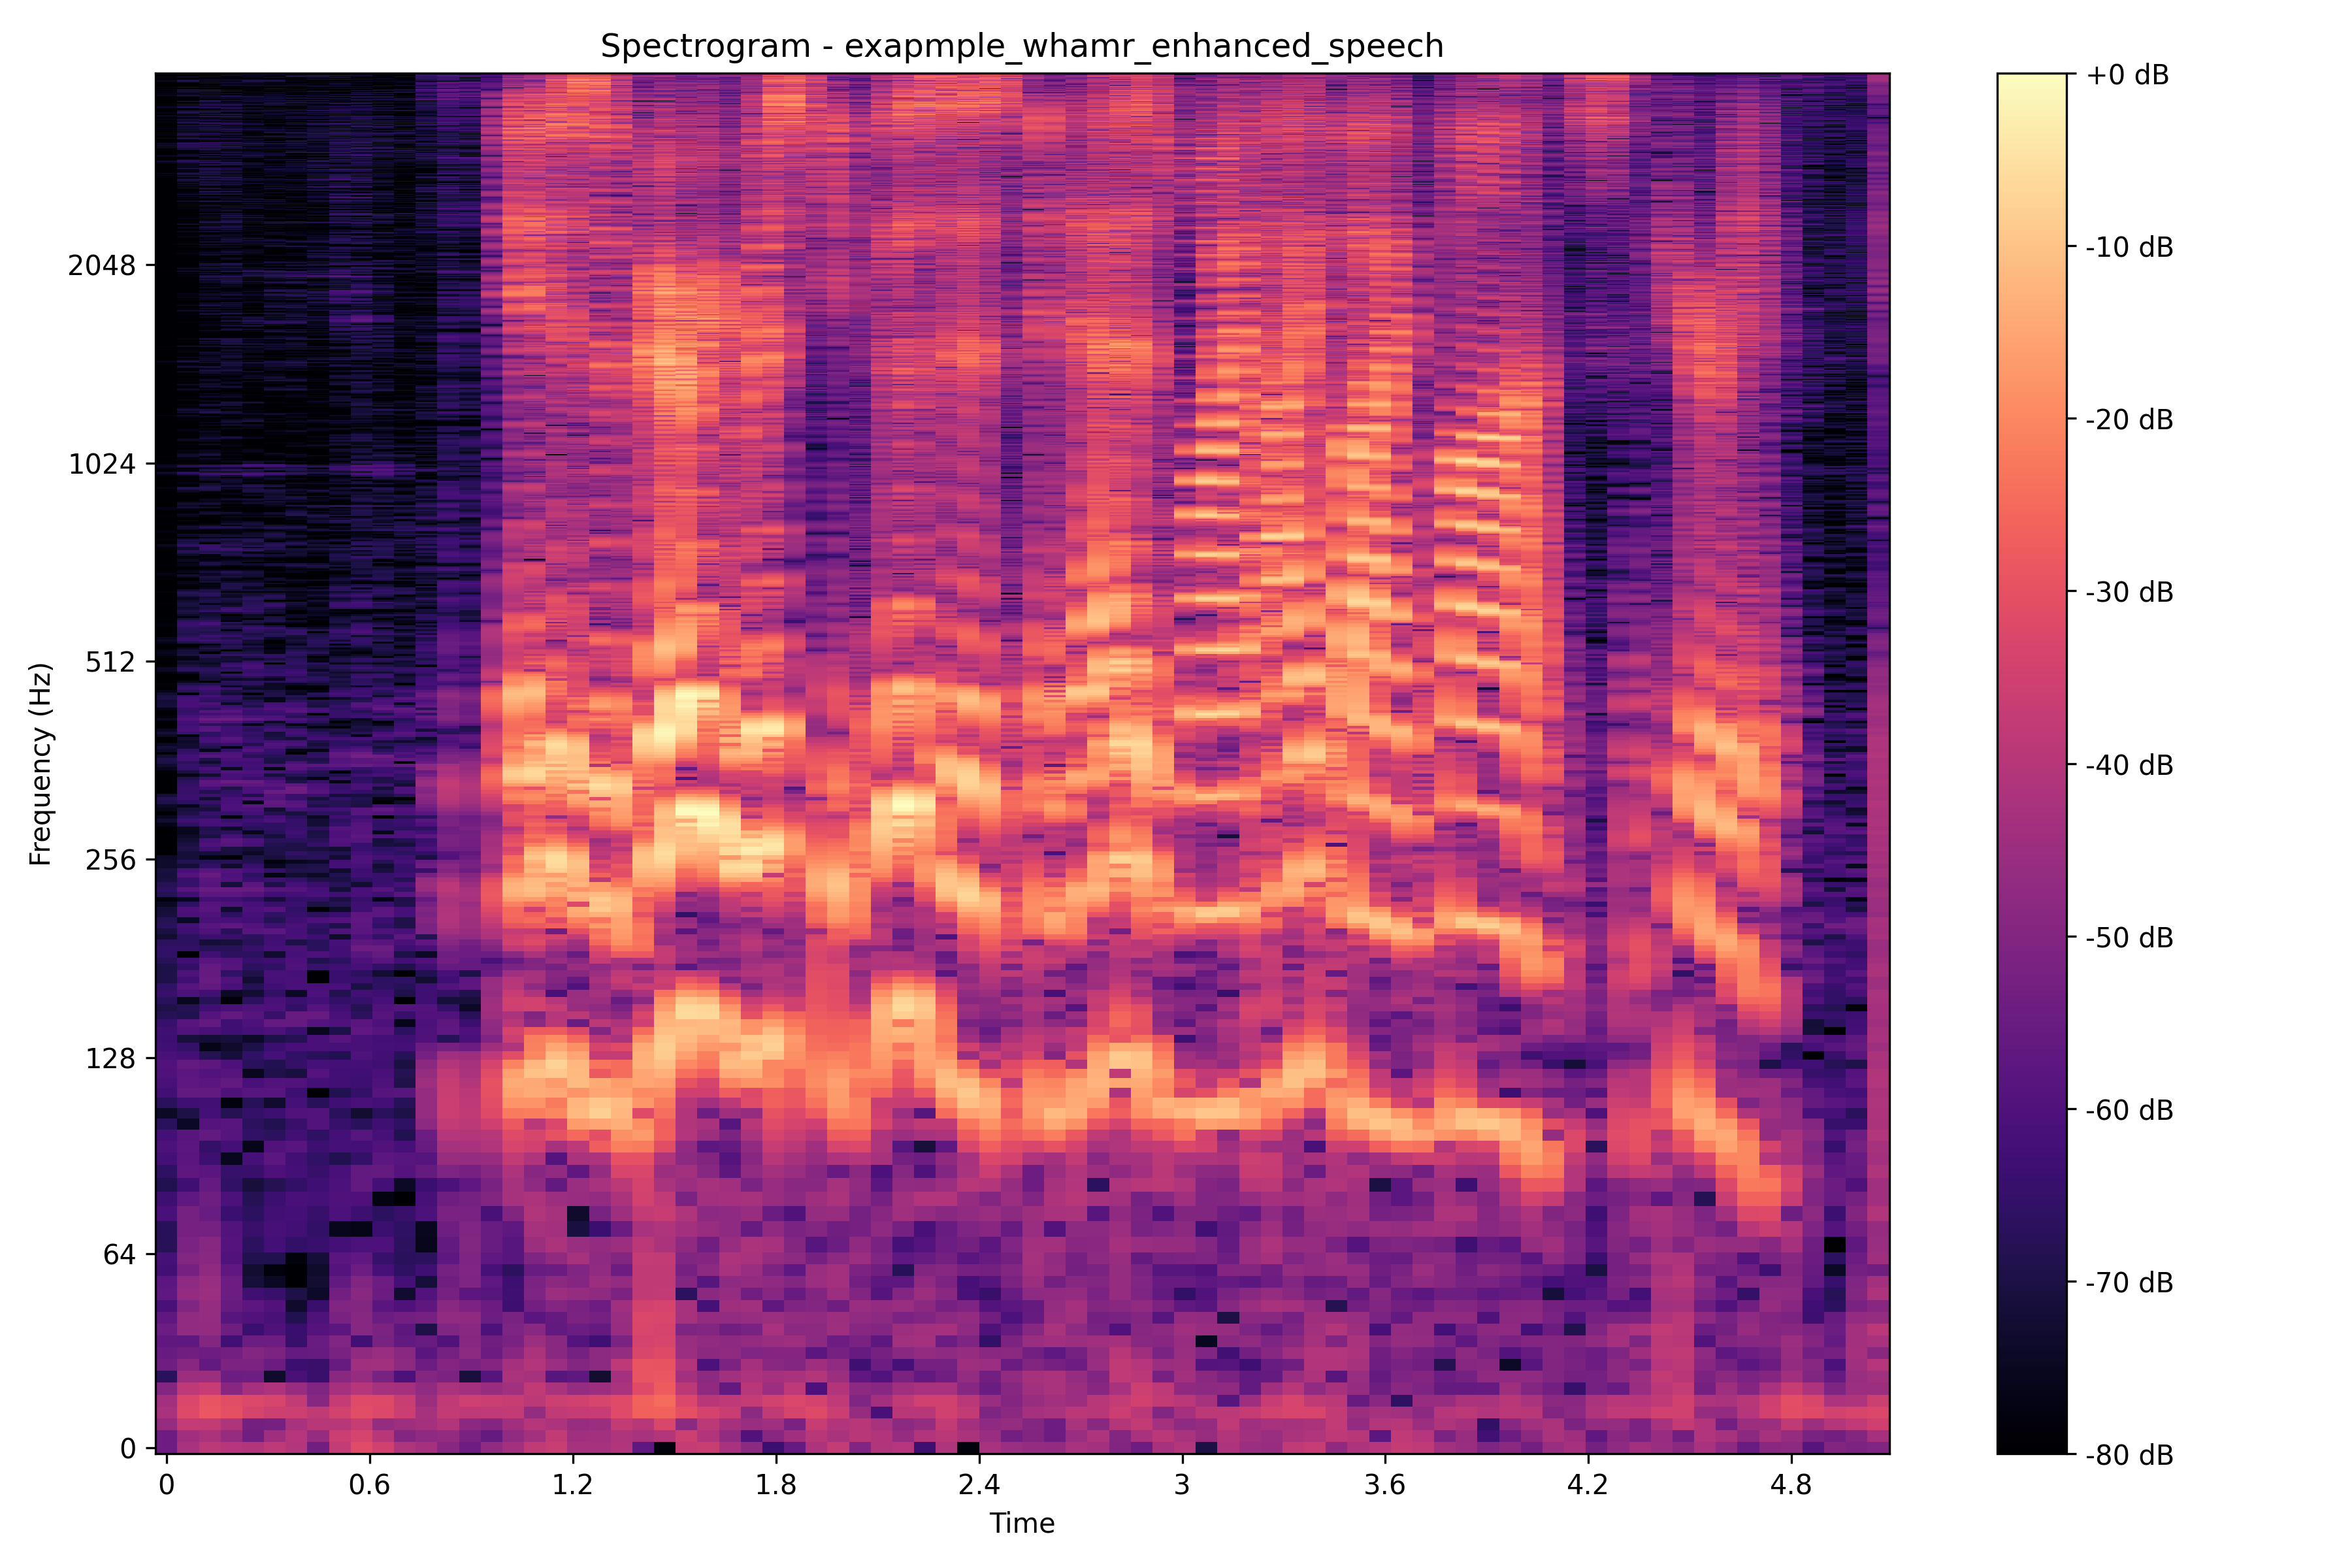 Spectrogram - exapmple_whamr_enhanced_speech
Frequency (Hz)
2048
1024
512
256
128
64
0
0 0.6 1.2 1.8 2.4 3 3.6 4.2 4.8
Time
+0 dB
-10 dB
-20 dB
-30 dB
-40 dB
-50 dB
-60 dB
-70 dB
-80 dB